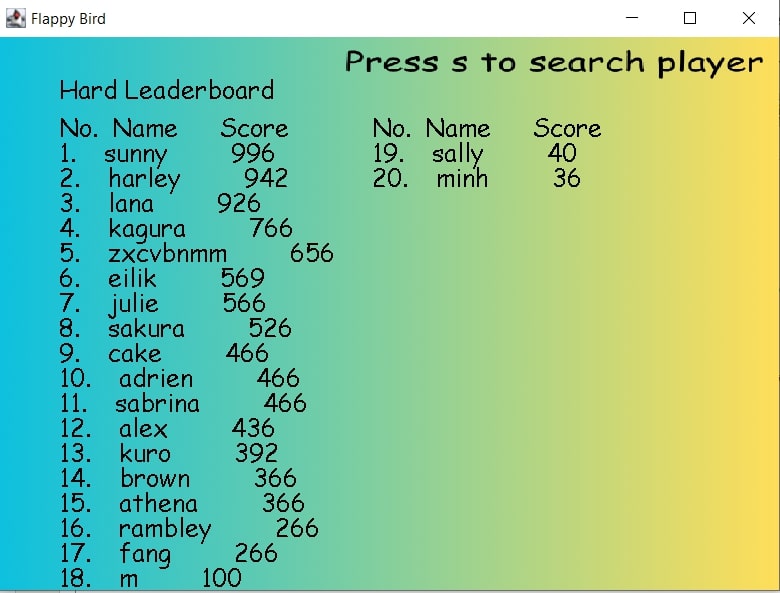 Flappy Bird
Press s to search player
Hard Leaderboard
No. Name Score
1. sunny 996
2. harley 942
3. lana 926
4. kagura 766
5. zxcvbnmm 656
6. eilik 569
7. julie 566
8. sakura 526
9. cake 466
10. adrien 466
11. sabrina 466
12. alex 436
13. kuro 392
14. brown 366
15. athena 366
16. rambley 266
17. fang 266
18. m 100
No. Name Score
19. sally 40
20. minh 36